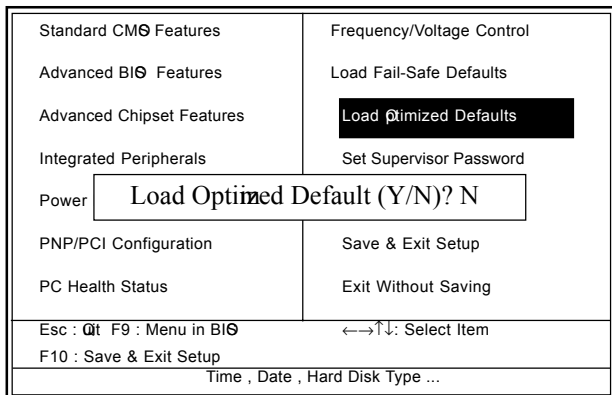 Standard CMOS Features
Frequency/Voltage Control
Advanced BIOS Features
Load Fail-Safe Defaults
Advanced Chipset Features
Load Optimized Defaults
Integrated Peripherals
Set Supervisor Password
Power
Load Optimized Default (Y/N)? N
PNP/PCI Configuration
Save & Exit Setup
PC Health Status
Exit Without Saving
Esc : Quit F9 : Menu in BIOS
←→↑↓: Select Item
F10 : Save & Exit Setup
Time , Date , Hard Disk Type ...